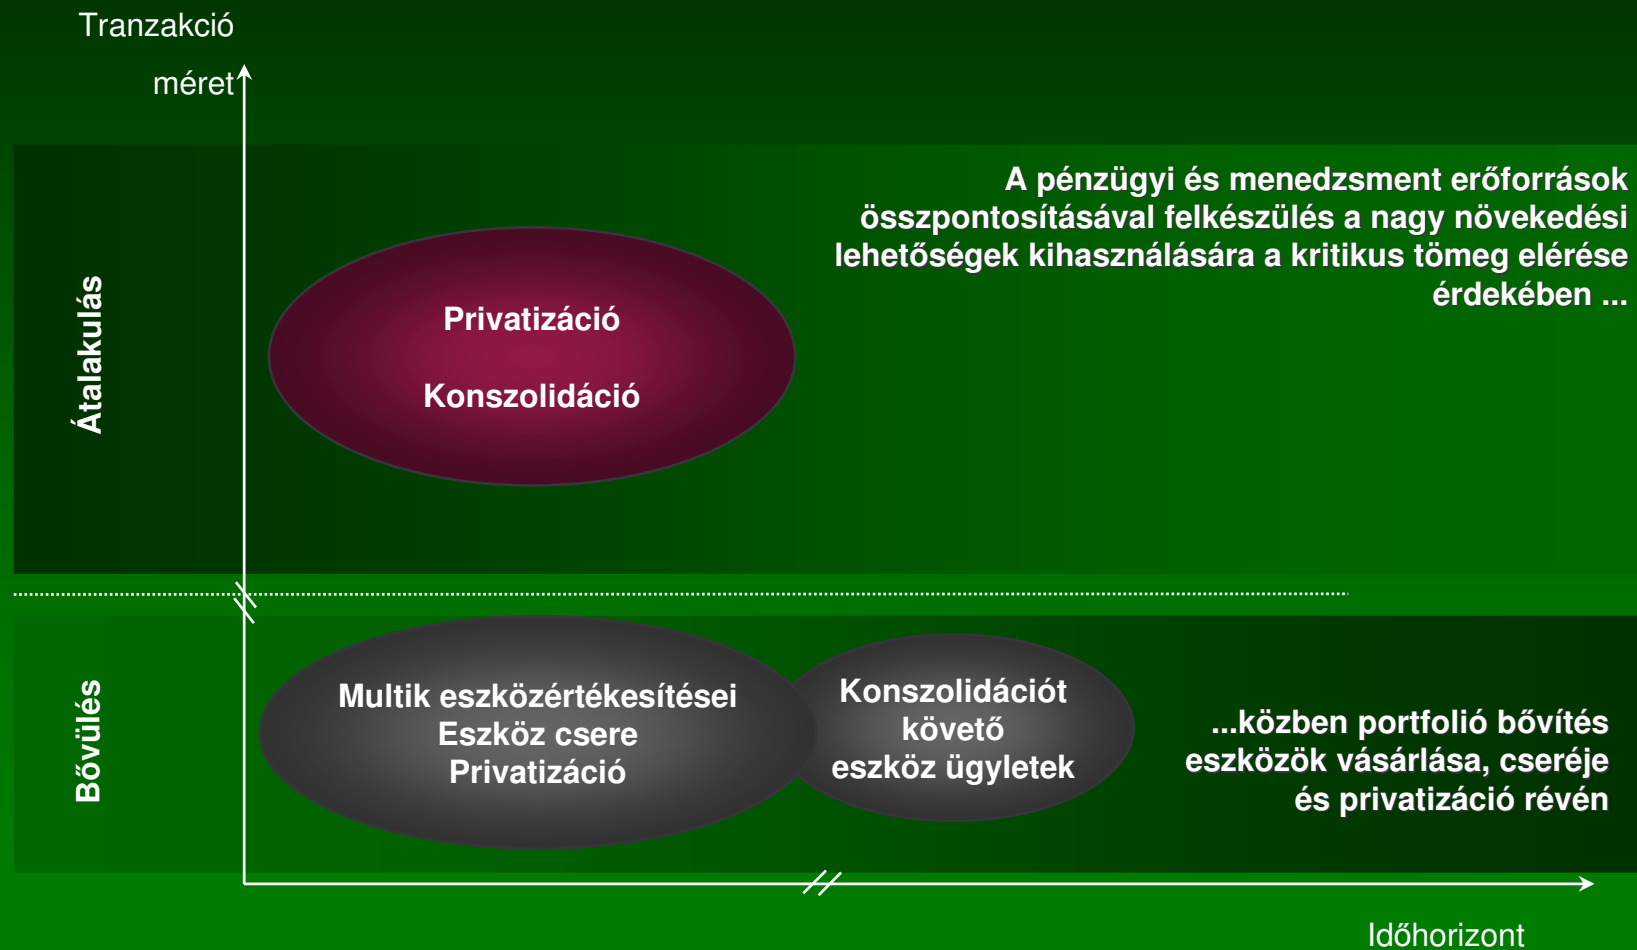 Tranzakció
méret
A pénzügyi és menedzsment erőforrások
összpontosításával felkészülés a nagy növekedési
lehetőségek kihasználására a kritikus tömeg elérése
érdekében ...
Átalakulás
Privatizáció
Konszolidáció
Bővülés
Multik eszközértékesítései
Eszköz csere
Privatizáció
Konszolidációt
követő
eszköz ügyletek
...közben portfolió bővítés
eszközök vásárlása, cseréje
és privatizáció révén
Időhorizont